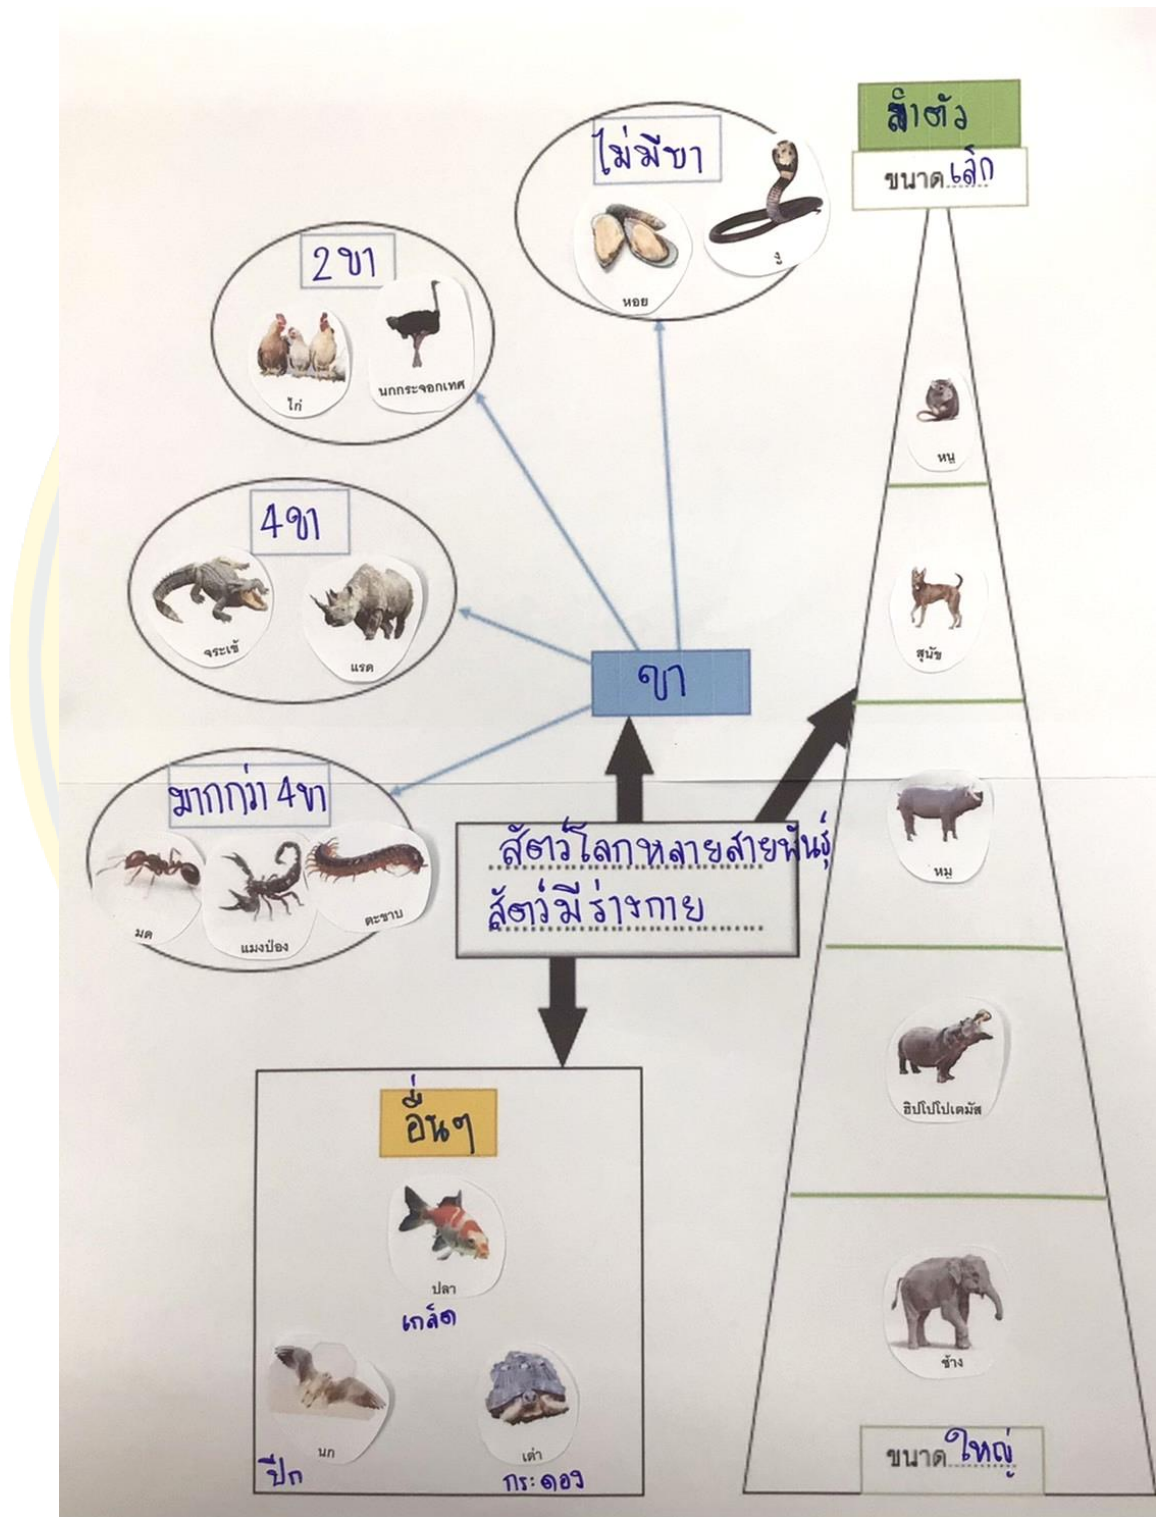 ลำตัว
ขนาด เล็ก
ไม่มีขา
งู
หอย
2 ขา
ไก่
นกกระจอกเทศ
หนู
4 ขา
จระเข้
แรด
สุนัข
ขา
มากกว่า 4 ขา
มด
แมงป่อง
ตะขาบ
สัตว์โลกหลายสายพันธุ์
สัตว์มีร่างกาย
หมู
ฮิปโปโปเตมัส
อื่นๆ
ปลา
เกล็ด
นก
ปีก
เต่า
กระดอง
ช้าง
ขนาด ใหญ่